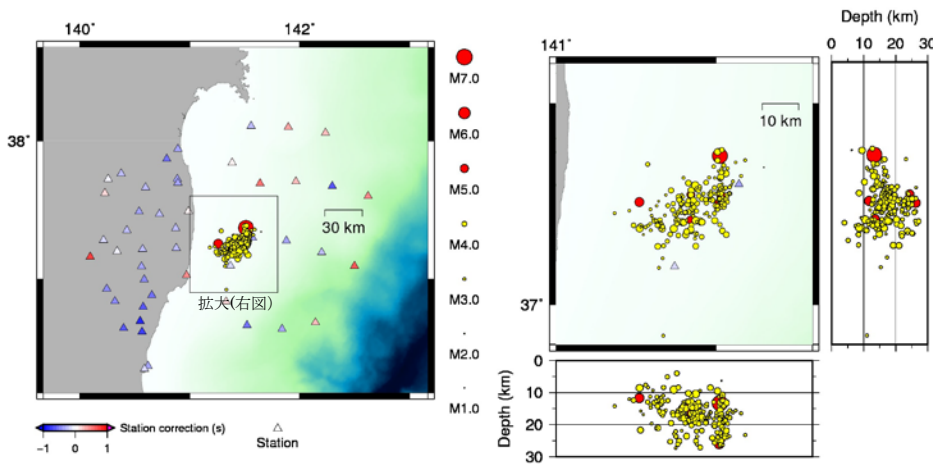 140° 142°
38°
M7.0
M6.0
M5.0
M4.0
M3.0
M2.0
M1.0
30 km
拡大(右図)
Station correction (s)
-1 0 1
Station
141°
10 km
37°
Depth (km)
0 10 20 30
Depth (km)
0
10
20
30